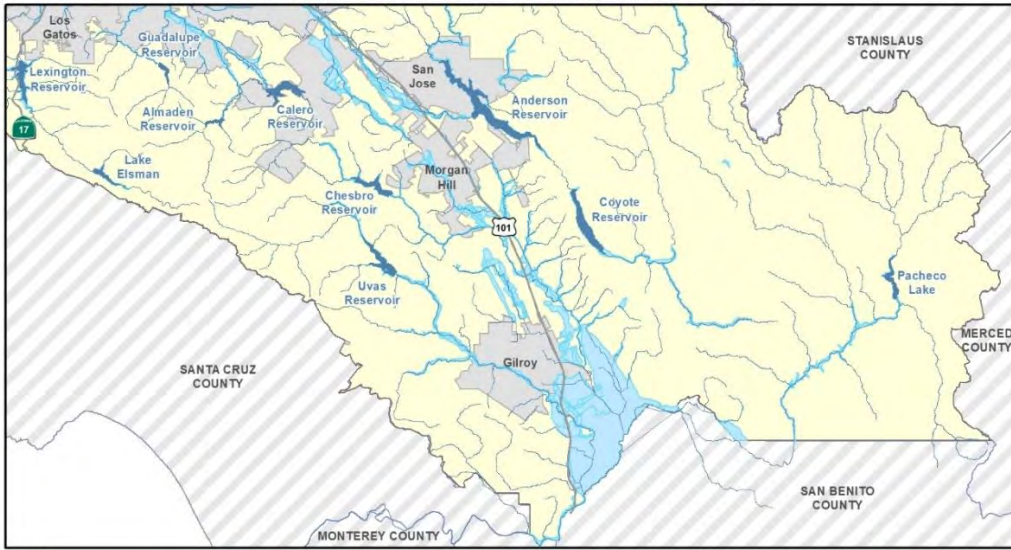 Los
Gatos
Guadalupe
Reservoir
STANISLAUS
COUNTY
San
Jose
Lexington
Reservoir
Anderson
Reservoir
Almaden
Reservoir
Calero
Reservoir
17
Lake
Elsman
Morgan
Hill
Chesbro
Reservoir
Coyote
Reservoir
101
Uvas
Reservoir
Pacheco
Lake
MERCED
COUNTY
SANTA CRUZ
COUNTY
Gilroy
SAN BENITO
COUNTY
MONTEREY COUNTY